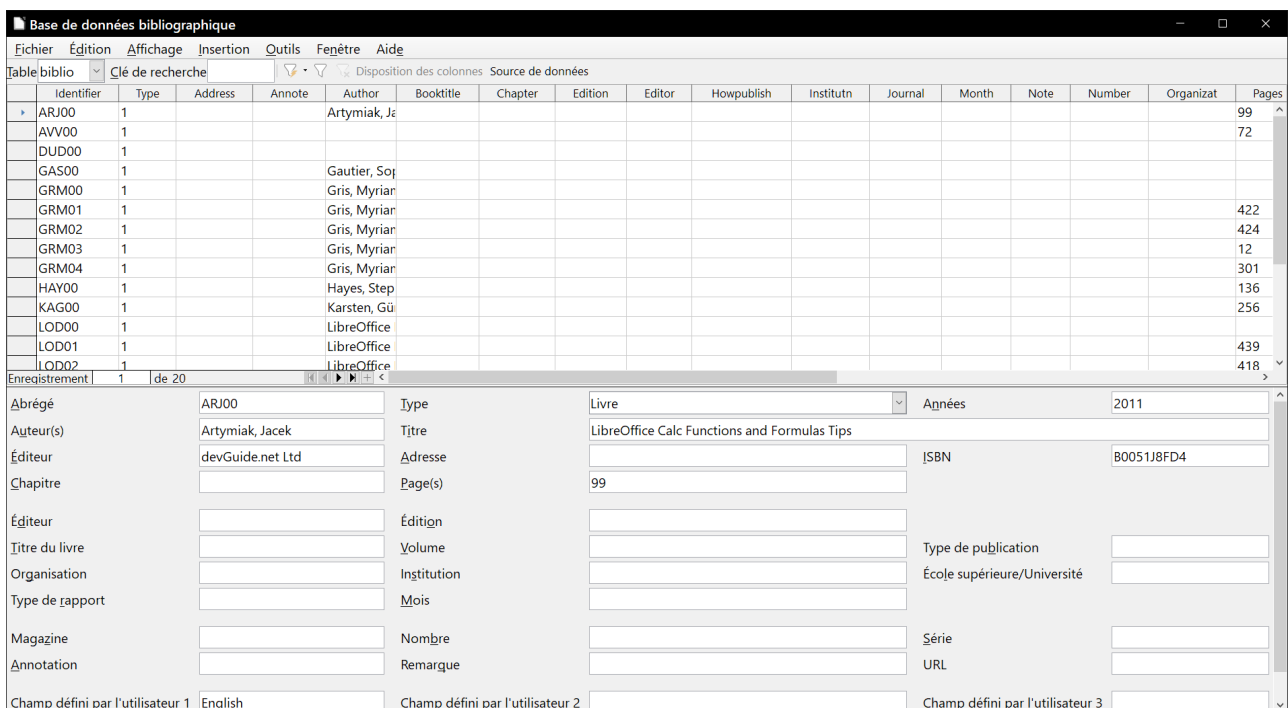 Base de données bibliographique
Fichier Édition Affichage Insertion Outils Fenêtre Aide
Table biblio Clé de recherche Disposition des colonnes Source de données
Identifier Type Address Annote Author Booktitle Chapter Edition Editor Howpublish Institutn Journal Month Note Number Organizat Pages
ARJ00 1 Artymiak, Ja 99
AVV00 1 72
DUD00 1
GAS00 1 Gautier, Sop
GRM00 1 Gris, Myriam
GRM01 1 Gris, Myriam 422
GRM02 1 Gris, Myriam 424
GRM03 1 Gris, Myriam 12
GRM04 1 Gris, Myriam 301
HAY00 1 Hayes, Step 136
KAG00 1 Karsten, Gü 256
LOD00 1 LibreOffice
LOD01 1 LibreOffice 439
LOD02 1 LibreOffice 418
Enregistrement 1 de 20
Abrégé ARJ00 Type Livre Années 2011
Auteur(s) Artymiak, Jacek Titre LibreOffice Calc Functions and Formulas Tips
Éditeur devGuide.net Ltd Adresse ISBN B0051J8FD4
Chapitre Page(s) 99
Éditeur Édition
Titre du livre Volume Type de publication
Organisation Institution École supérieure/Université
Type de rapport Mois
Magazine Nombre Série
Annotation Remarque URL
Champ défini par l'utilisateur 1 English Champ défini par l'utilisateur 2 Champ défini par l'utilisateur 3